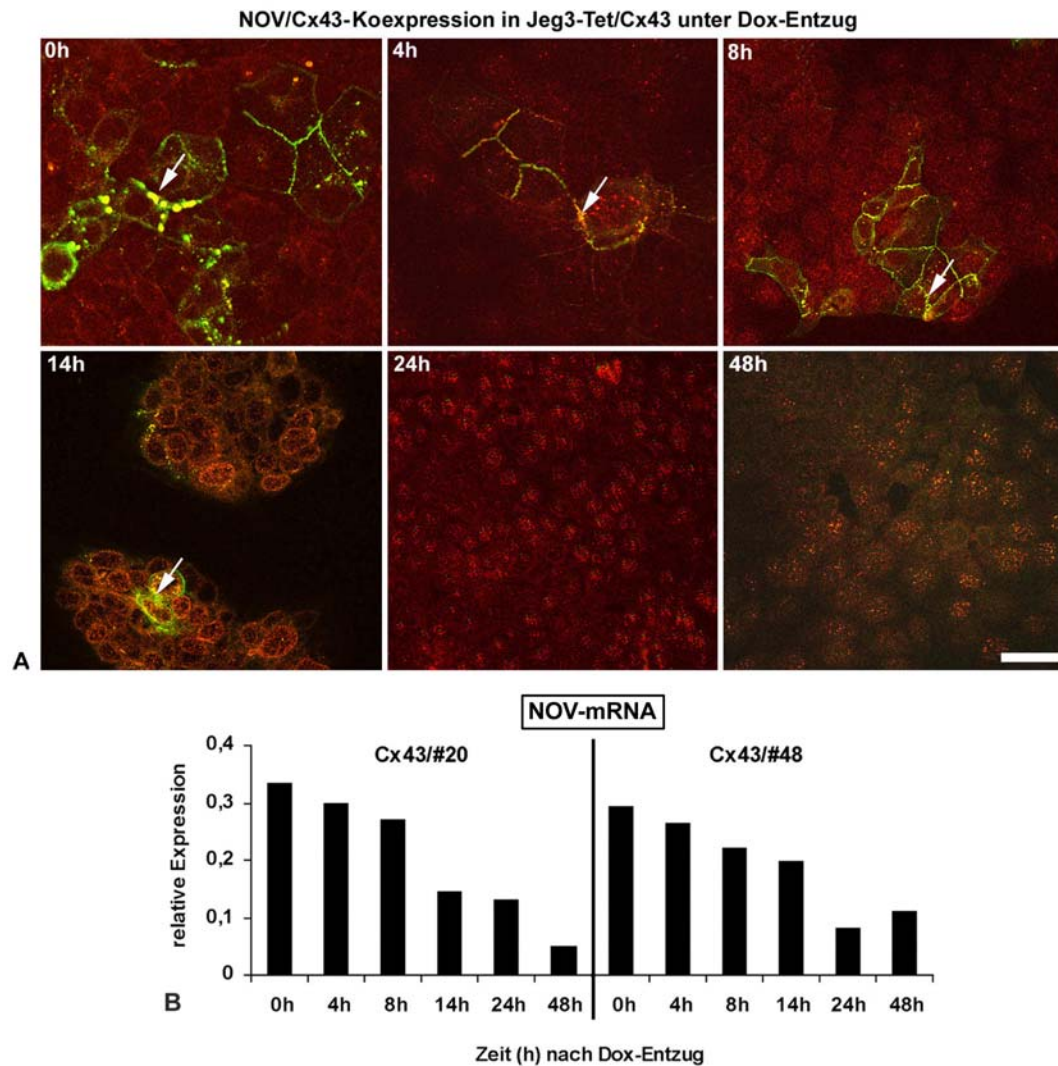 NOV/Cx43-Koexpression in Jeg3-Tet/Cx43 unter Dox-Entzug
0h
4h
8h
14h
24h
48h
A
NOV-mRNA
Cx43/#20
Cx43/#48
relative Expression
0,4
0,3
0,2
0,1
0
0h 4h 8h 14h 24h 48h 0h 4h 8h 14h 24h 48h
B
Zeit (h) nach Dox-Entzug